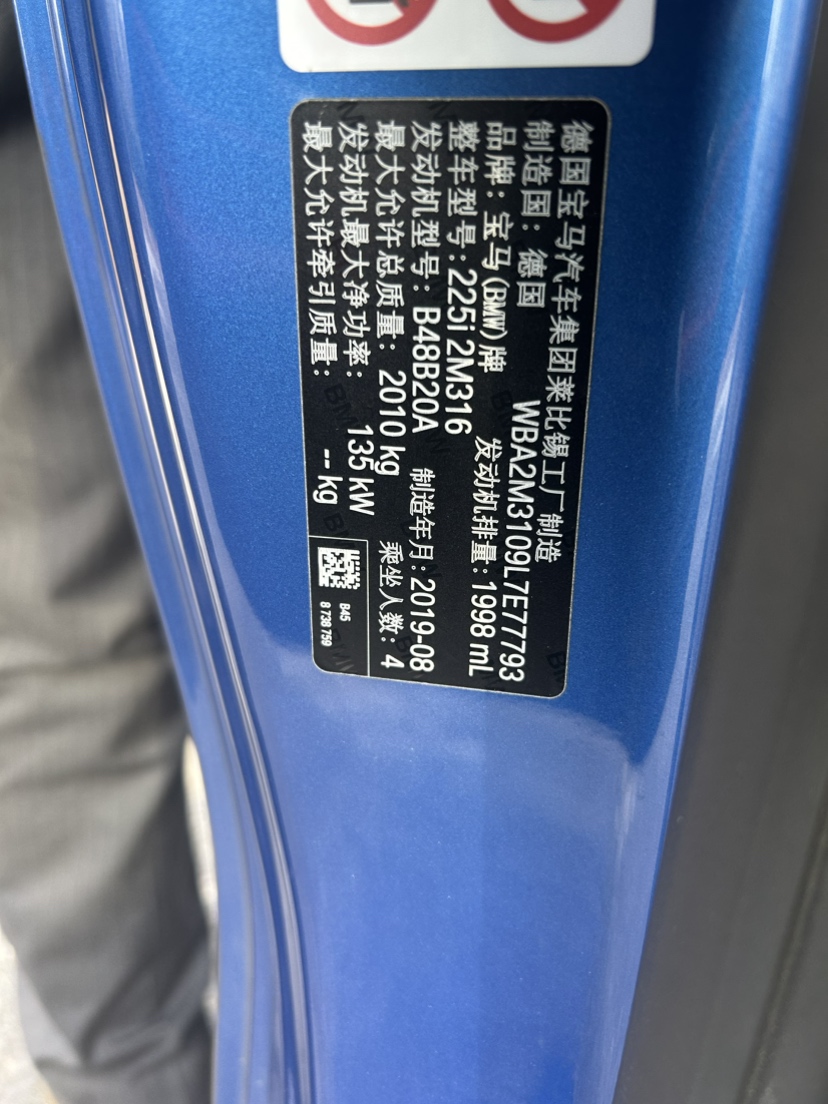 德国宝马汽车集团莱比锡工厂制造
制造国：德国 WBA2M3109L7E77793
品牌：宝马(BMW)牌 发动机排量：1998 mL
整车型号：225i 2M316
发动机型号：B48B20A 制造年月：2019-08
最大允许总质量：2010 kg 乘坐人数：4
发动机最大净功率：135 kW
最大允许牵引质量：-- kg
B45
8 738 759